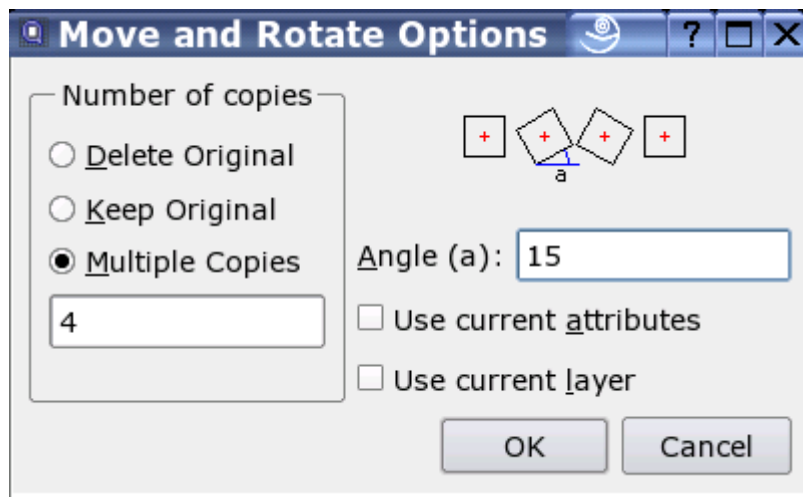 Move and Rotate Options ?
Number of copies
Delete Original
Keep Original
Multiple Copies
4
a
Angle (a): 15
Use current attributes
Use current layer
OK Cancel